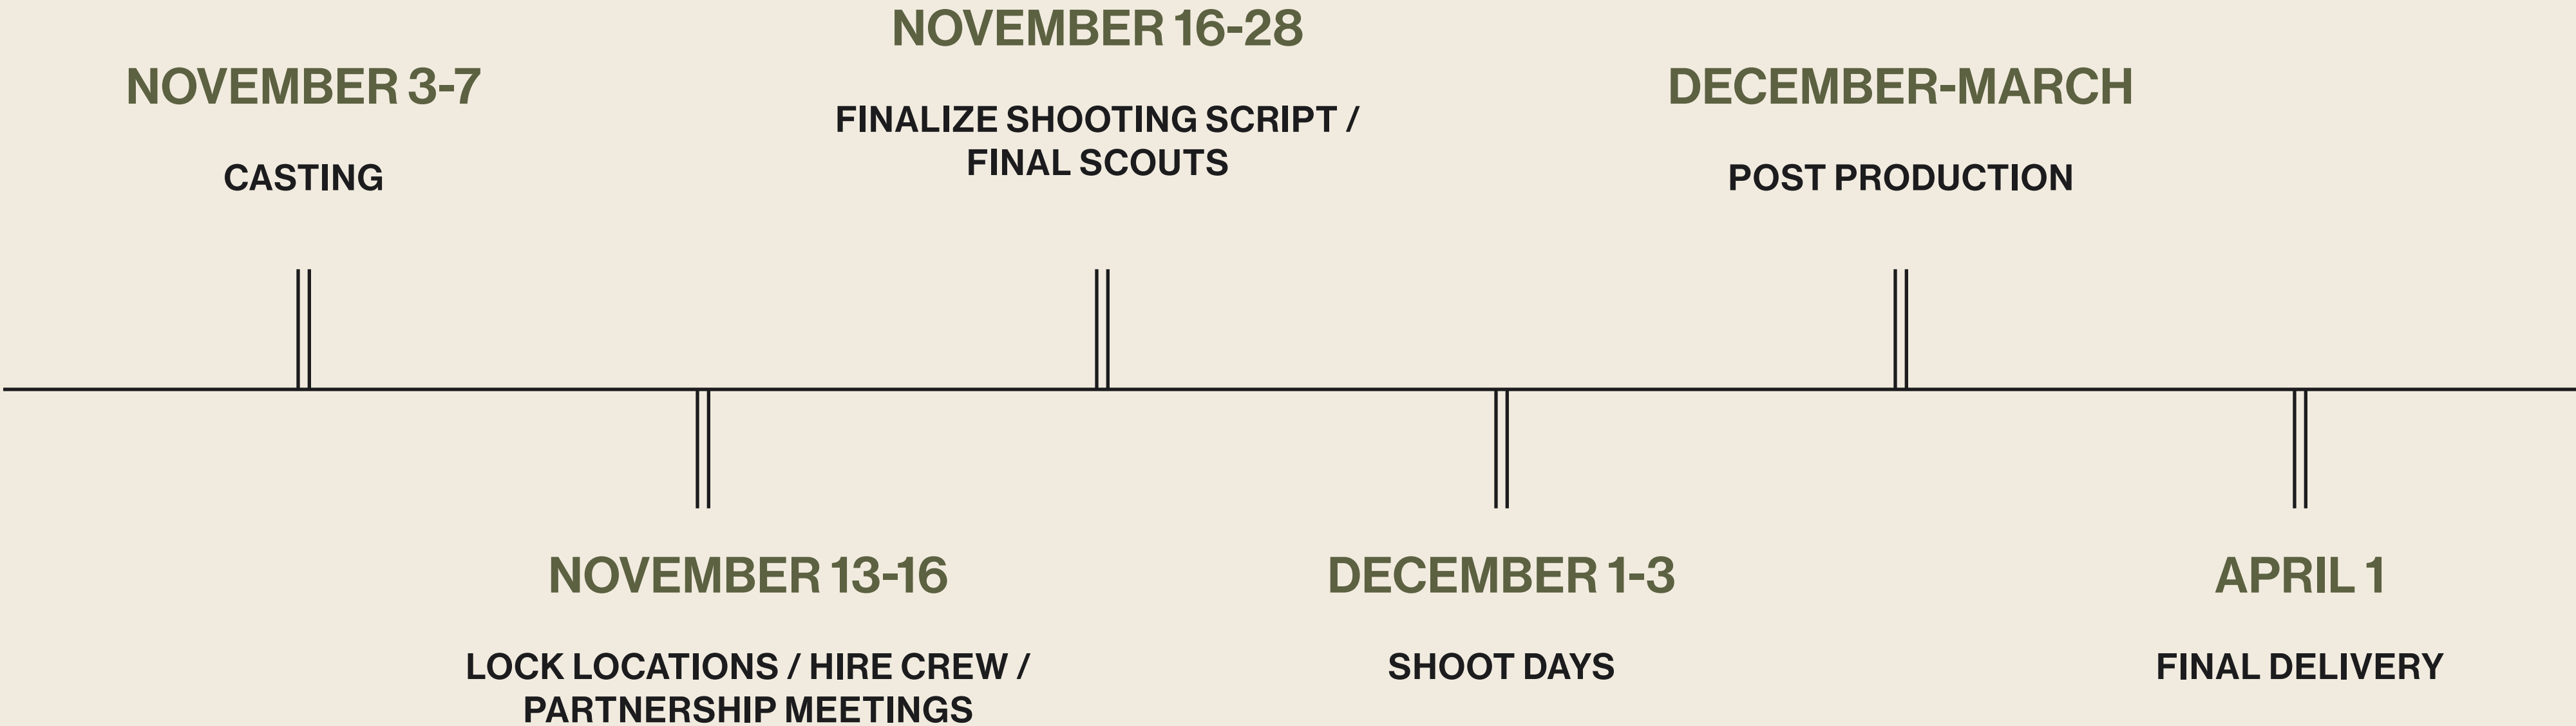 NOVEMBER 3-7
CASTING
NOVEMBER 13-16
LOCK LOCATIONS / HIRE CREW /
PARTNERSHIP MEETINGS
NOVEMBER 16-28
FINALIZE SHOOTING SCRIPT /
FINAL SCOUTS
DECEMBER 1-3
SHOOT DAYS
DECEMBER-MARCH
POST PRODUCTION
APRIL 1
FINAL DELIVERY